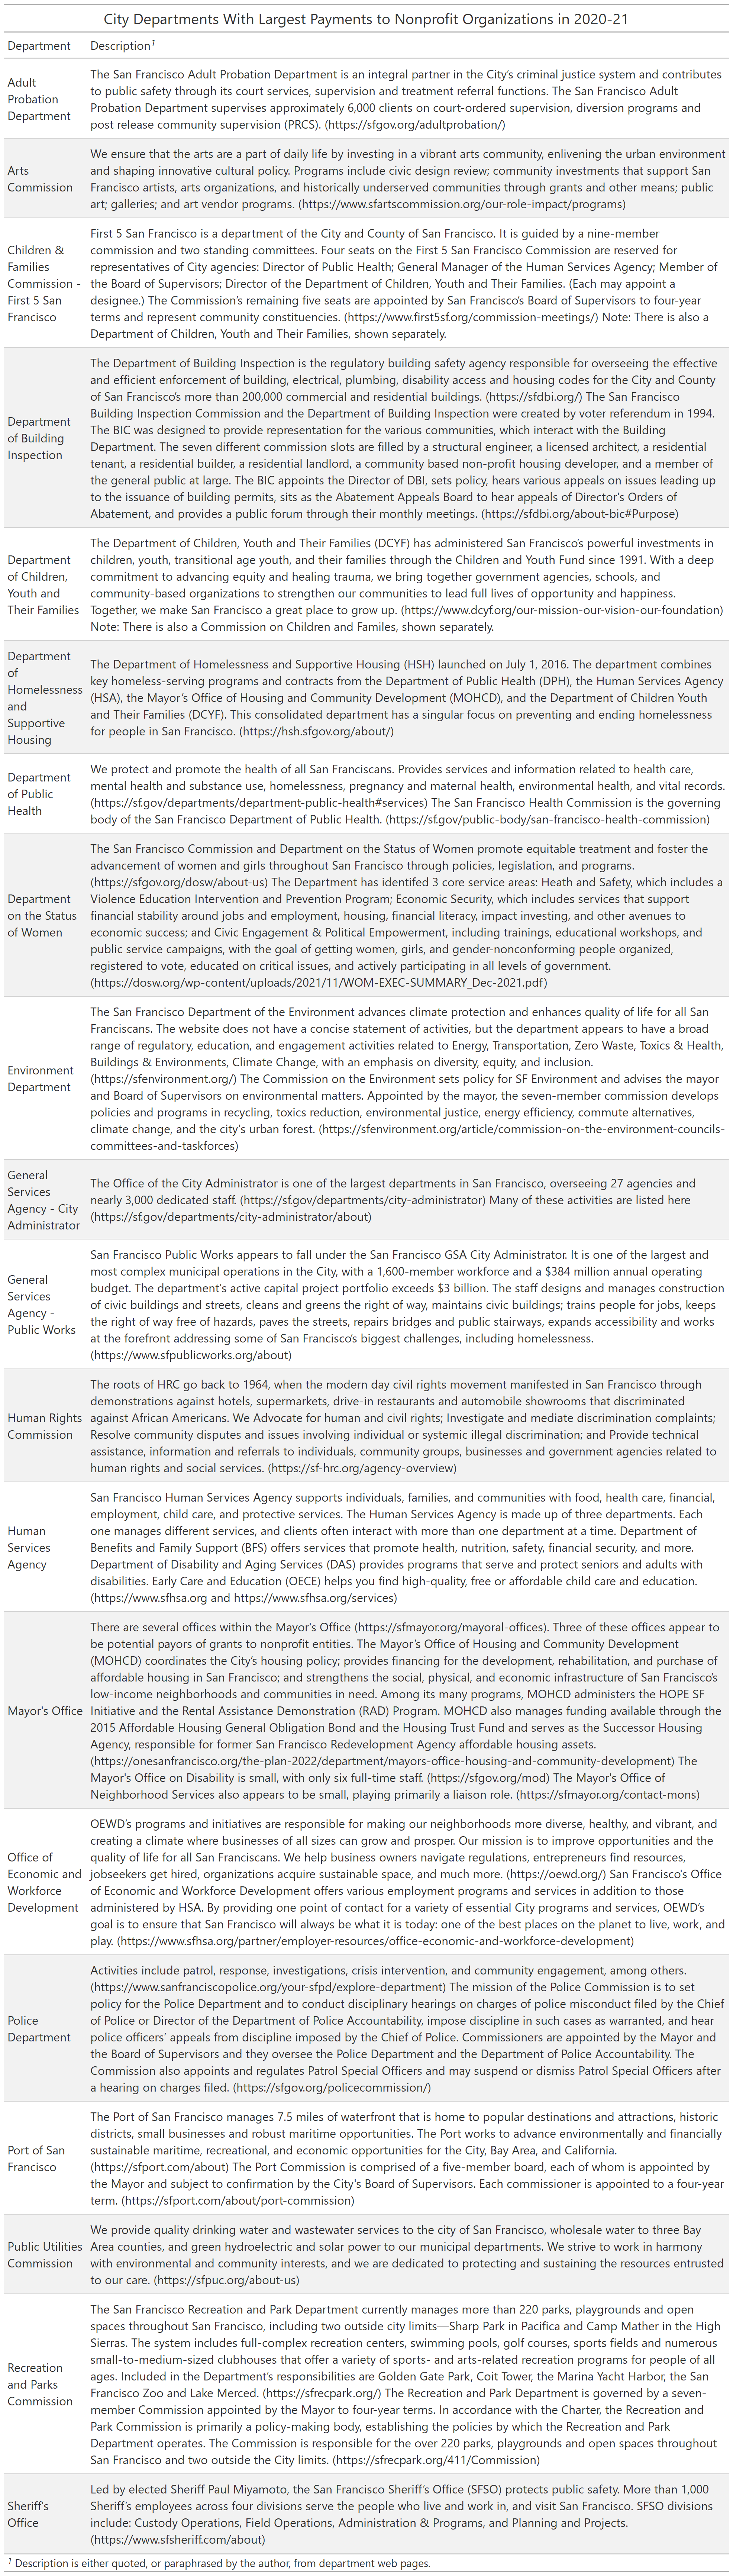 City Departments With Largest Payments to Nonprofit Organizations in 2020-21
Department Description1
Adult
Probation
Department
The San Francisco Adult Probation Department is an integral partner in the City's criminal justice system and contributes
to public safety through its court services, supervision and treatment referral functions. The San Francisco Adult
Probation Department supervises approximately 6,000 clients on court-ordered supervision, diversion programs and
post release community supervision (PRCS). (https://sfgov.org/adultprobation/)
Arts
Commission
We ensure that the arts are a part of daily life by investing in a vibrant arts community, enlivening the urban environment
and shaping innovative cultural policy. Programs include civic design review; community investments that support San
Francisco artists, arts organizations, and historically underserved communities through grants and other means; public
art; galleries; and art vendor programs. (https://www.sfartscommission.org/our-role-impact/programs)
Children &
Families
Commission -
First 5 San
Francisco
First 5 San Francisco is a department of the City and County of San Francisco. It is guided by a nine-member
commission and two standing committees. Four seats on the First 5 San Francisco Commission are reserved for
representatives of City agencies: Director of Public Health; General Manager of the Human Services Agency; Member of
the Board of Supervisors; Director of the Department of Children, Youth and Their Families. (Each may appoint a
designee.) The Commission's remaining five seats are appointed by San Francisco's Board of Supervisors to four-year
terms and represent community constituencies. (https://www.first5sf.org/commission-meetings/) Note: There is also a
Department of Children, Youth and Their Families, shown separately.
Department
of Building
Inspection
The Department of Building Inspection is the regulatory building safety agency responsible for overseeing the effective
and efficient enforcement of building, electrical, plumbing, disability access and housing codes for the City and County
of San Francisco's more than 200,000 commercial and residential buildings. (https://sfdbi.org/) The San Francisco
Building Inspection Commission and the Department of Building Inspection were created by voter referendum in 1994.
The BIC was designed to provide representation for the various communities, which interact with the Building
Department. The seven different commission slots are filled by a structural engineer, a licensed architect, a residential
tenant, a residential builder, a residential landlord, a community based non-profit housing developer, and a member of
the general public at large. The BIC appoints the Director of DBI, sets policy, hears various appeals on issues leading up
to the issuance of building permits, sits as the Abatement Appeals Board to hear appeals of Director's Orders of
Abatement, and provides a public forum through their monthly meetings. (https://sfdbi.org/about-bic#Purpose)
Department
of Children,
Youth and
Their Families
The Department of Children, Youth and Their Families (DCYF) has administered San Francisco's powerful investments in
children, youth, transitional age youth, and their families through the Children and Youth Fund since 1991. With a deep
commitment to advancing equity and healing trauma, we bring together government agencies, schools, and
community-based organizations to strengthen our communities to lead full lives of opportunity and happiness.
Together, we make San Francisco a great place to grow up. (https://www.dcyf.org/our-mission-our-vision-our-foundation)
Note: There is also a Commission on Children and Familes, shown separately.
Department
of
Homelessness
and
Supportive
Housing
The Department of Homelessness and Supportive Housing (HSH) launched on July 1, 2016. The department combines
key homeless-serving programs and contracts from the Department of Public Health (DPH), the Human Services Agency
(HSA), the Mayor's Office of Housing and Community Development (MOHCD), and the Department of Children Youth
and Their Families (DCYF). This consolidated department has a singular focus on preventing and ending homelessness
for people in San Francisco. (https://hsh.sfgov.org/about/)
Department
of Public
Health
We protect and promote the health of all San Franciscans. Provides services and information related to health care,
mental health and substance use, homelessness, pregnancy and maternal health, environmental health, and vital records.
(https://sf.gov/departments/department-public-health#services) The San Francisco Health Commission is the governing
body of the San Francisco Department of Public Health. (https://sf.gov/public-body/san-francisco-health-commission)
Department
on the Status
of Women
The San Francisco Commission and Department on the Status of Women promote equitable treatment and foster the
advancement of women and girls throughout San Francisco through policies, legislation, and programs.
(https://sfgov.org/dosw/about-us) The Department has identifed 3 core service areas: Heath and Safety, which includes a
Violence Education Intervention and Prevention Program; Economic Security, which includes services that support
financial stability around jobs and employment, housing, financial literacy, impact investing, and other avenues to
economic success; and Civic Engagement & Political Empowerment, including trainings, educational workshops, and
public service campaigns, with the goal of getting women, girls, and gender-nonconforming people organized,
registered to vote, educated on critical issues, and actively participating in all levels of government.
(https://dosw.org/wp-content/uploads/2021/11/WOM-EXEC-SUMMARY_Dec-2021.pdf)
Environment
Department
The San Francisco Department of the Environment advances climate protection and enhances quality of life for all San
Franciscans. The website does not have a concise statement of activities, but the department appears to have a broad
range of regulatory, education, and engagement activities related to Energy, Transportation, Zero Waste, Toxics & Health,
Buildings & Environments, Climate Change, with an emphasis on diversity, equity, and inclusion.
(https://sfenvironment.org/) The Commission on the Environment sets policy for SF Environment and advises the mayor
and Board of Supervisors on environmental matters. Appointed by the mayor, the seven-member commission develops
policies and programs in recycling, toxics reduction, environmental justice, energy efficiency, commute alternatives,
climate change, and the city's urban forest. (https://sfenvironment.org/article/commission-on-the-environment-councils-
committees-and-taskforces)
General
Services
Agency - City
Administrator
The Office of the City Administrator is one of the largest departments in San Francisco, overseeing 27 agencies and
nearly 3,000 dedicated staff. (https://sf.gov/departments/city-administrator) Many of these activities are listed here
(https://sf.gov/departments/city-administrator/about)
General
Services
Agency -
Public Works
San Francisco Public Works appears to fall under the San Francisco GSA City Administrator. It is one of the largest and
most complex municipal operations in the City, with a 1,600-member workforce and a $384 million annual operating
budget. The department's active capital project portfolio exceeds $3 billion. The staff designs and manages construction
of civic buildings and streets, cleans and greens the right of way, maintains civic buildings; trains people for jobs, keeps
the right of way free of hazards, paves the streets, repairs bridges and public stairways, expands accessibility and works
at the forefront addressing some of San Francisco's biggest challenges, including homelessness.
(https://www.sfpublicworks.org/about)
Human Rights
Commission
The roots of HRC go back to 1964, when the modern day civil rights movement manifested in San Francisco through
demonstrations against hotels, supermarkets, drive-in restaurants and automobile showrooms that discriminated
against African Americans. We Advocate for human and civil rights; Investigate and mediate discrimination complaints;
Resolve community disputes and issues involving individual or systemic illegal discrimination; and Provide technical
assistance, information and referrals to individuals, community groups, businesses and government agencies related to
human rights and social services. (https://sf-hrc.org/agency-overview)
Human
Services
Agency
San Francisco Human Services Agency supports individuals, families, and communities with food, health care, financial,
employment, child care, and protective services. The Human Services Agency is made up of three departments. Each
one manages different services, and clients often interact with more than one department at a time. Department of
Benefits and Family Support (BFS) offers services that promote health, nutrition, safety, financial security, and more.
Department of Disability and Aging Services (DAS) provides programs that serve and protect seniors and adults with
disabilities. Early Care and Education (OECE) helps you find high-quality, free or affordable child care and education.
(https://www.sfhsa.org and https://www.sfhsa.org/services)
Mayor's Office
There are several offices within the Mayor's Office (https://sfmayor.org/mayoral-offices). Three of these offices appear to
be potential payors of grants to nonprofit entities. The Mayor's Office of Housing and Community Development
(MOHCD) coordinates the City's housing policy; provides financing for the development, rehabilitation, and purchase of
affordable housing in San Francisco; and strengthens the social, physical, and economic infrastructure of San Francisco's
low-income neighborhoods and communities in need. Among its many programs, MOHCD administers the HOPE SF
Initiative and the Rental Assistance Demonstration (RAD) Program. MOHCD also manages funding available through the
2015 Affordable Housing General Obligation Bond and the Housing Trust Fund and serves as the Successor Housing
Agency, responsible for former San Francisco Redevelopment Agency affordable housing assets.
(https://onesanfrancisco.org/the-plan-2022/department/mayors-office-housing-and-community-development) The
Mayor's Office on Disability is small, with only six full-time staff. (https://sfgov.org/mod) The Mayor's Office of
Neighborhood Services also appears to be small, playing primarily a liaison role. (https://sfmayor.org/contact-mons)
Office of
Economic and
Workforce
Development
OEWD's programs and initiatives are responsible for making our neighborhoods more diverse, healthy, and vibrant, and
creating a climate where businesses of all sizes can grow and prosper. Our mission is to improve opportunities and the
quality of life for all San Franciscans. We help business owners navigate regulations, entrepreneurs find resources,
jobseekers get hired, organizations acquire sustainable space, and much more. (https://oewd.org/) San Francisco's Office
of Economic and Workforce Development offers various employment programs and services in addition to those
administered by HSA. By providing one point of contact for a variety of essential City programs and services, OEWD's
goal is to ensure that San Francisco will always be what it is today: one of the best places on the planet to live, work, and
play. (https://www.sfhsa.org/partner/employer-resources/office-economic-and-workforce-development)
Police
Department
Activities include patrol, response, investigations, crisis intervention, and community engagement, among others.
(https://www.sanfranciscopolice.org/your-sfpd/explore-department) The mission of the Police Commission is to set
policy for the Police Department and to conduct disciplinary hearings on charges of police misconduct filed by the Chief
of Police or Director of the Department of Police Accountability, impose discipline in such cases as warranted, and hear
police officers' appeals from discipline imposed by the Chief of Police. Commissioners are appointed by the Mayor and
the Board of Supervisors and they oversee the Police Department and the Department of Police Accountability. The
Commission also appoints and regulates Patrol Special Officers and may suspend or dismiss Patrol Special Officers after
a hearing on charges filed. (https://sfgov.org/policecommission/)
Port of San
Francisco
The Port of San Francisco manages 7.5 miles of waterfront that is home to popular destinations and attractions, historic
districts, small businesses and robust maritime opportunities. The Port works to advance environmentally and financially
sustainable maritime, recreational, and economic opportunities for the City, Bay Area, and California.
(https://sfport.com/about) The Port Commission is comprised of a five-member board, each of whom is appointed by
the Mayor and subject to confirmation by the City's Board of Supervisors. Each commissioner is appointed to a four-year
term. (https://sfport.com/about/port-commission)
Public Utilities
Commission
We provide quality drinking water and wastewater services to the city of San Francisco, wholesale water to three Bay
Area counties, and green hydroelectric and solar power to our municipal departments. We strive to work in harmony
with environmental and community interests, and we are dedicated to protecting and sustaining the resources entrusted
to our care. (https://sfpuc.org/about-us)
Recreation
and Parks
Commission
The San Francisco Recreation and Park Department currently manages more than 220 parks, playgrounds and open
spaces throughout San Francisco, including two outside city limits—Sharp Park in Pacifica and Camp Mather in the High
Sierras. The system includes full-complex recreation centers, swimming pools, golf courses, sports fields and numerous
small-to-medium-sized clubhouses that offer a variety of sports- and arts-related recreation programs for people of all
ages. Included in the Department's responsibilities are Golden Gate Park, Coit Tower, the Marina Yacht Harbor, the San
Francisco Zoo and Lake Merced. (https://sfrecpark.org/) The Recreation and Park Department is governed by a seven-
member Commission appointed by the Mayor to four-year terms. In accordance with the Charter, the Recreation and
Park Commission is primarily a policy-making body, establishing the policies by which the Recreation and Park
Department operates. The Commission is responsible for the over 220 parks, playgrounds and open spaces throughout
San Francisco and two outside the City limits. (https://sfrecpark.org/411/Commission)
Sheriff's
Office
Led by elected Sheriff Paul Miyamoto, the San Francisco Sheriff's Office (SFSO) protects public safety. More than 1,000
Sheriff's employees across four divisions serve the people who live and work in, and visit San Francisco. SFSO divisions
include: Custody Operations, Field Operations, Administration & Programs, and Planning and Projects.
(https://www.sfsheriff.com/about)
1 Description is either quoted, or paraphrased by the author, from department web pages.